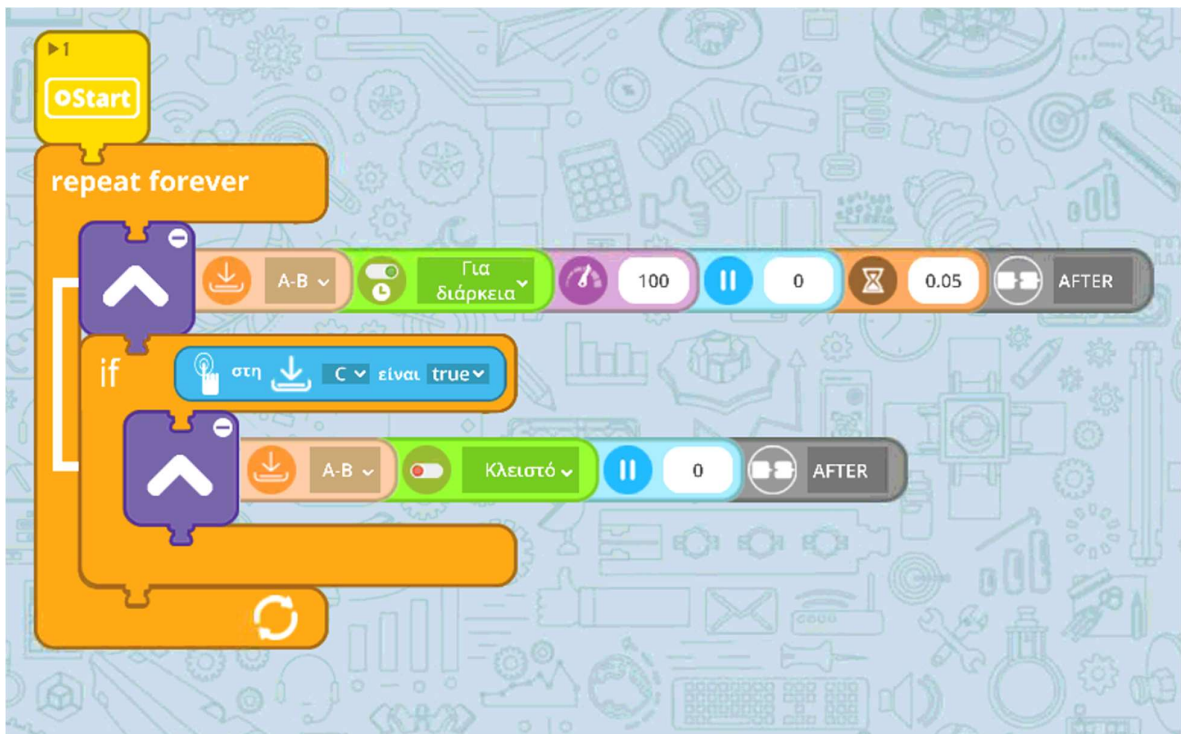 1
Start
repeat forever
A-B Για διάρκεια 100 0 0.05 AFTER
if στη C είναι true
A-B Κλειστό 0 AFTER